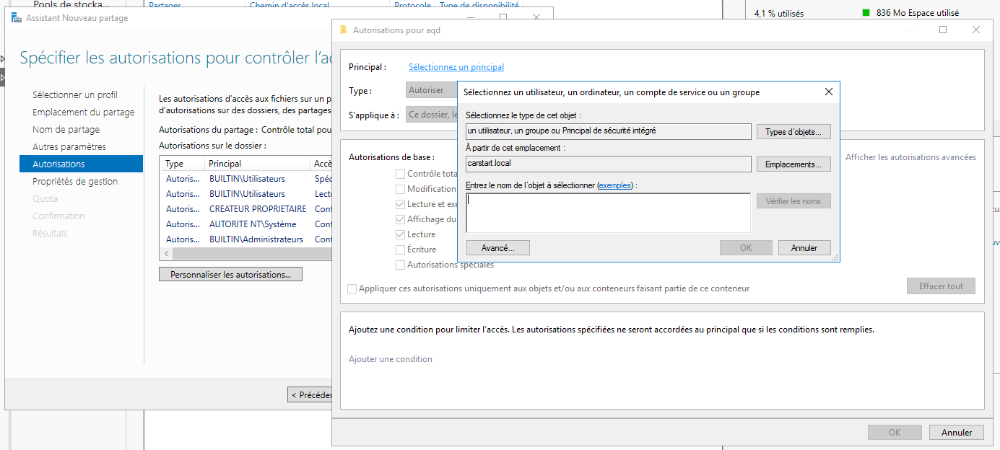 Pools de stocka...
Partager
Chemin d'accès local
Protocole
Type de disponibilité
4,1 % utilisés
836 Mo Espace utilisé
Assistant Nouveau partage
Spécifier les autorisations pour contrôler l'ac
Sélectionner un profil
Emplacement du partage
Nom de partage
Autres paramètres
Autorisations
Propriétés de gestion
Quota
Confirmation
Résultats
Les autorisations d'accès aux fichiers sur un p
d'autorisations sur des dossiers, des partages
Autorisations du partage : Contrôle total pou
Autorisations sur le dossier :
Type Principal Accè
Autoris... BUILTIN\Utilisateurs Spéc
Autoris... BUILTIN\Utilisateurs Lectu
Autoris... CREATEUR PROPRIETAIRE Cont
Autoris... AUTORITE NT\Système Cont
Autoris... BUILTIN\Administrateurs Cont
Personnaliser les autorisations...
< Précéden
Autorisations pour aqd
Principal : Sélectionnez un principal
Type : Autoriser
S'applique à : Ce dossier, le
Autorisations de base :
Afficher les autorisations avancées
Contrôle tota
Modification
Lecture et exé
Affichage du
Lecture
Écriture
Autorisations spéciales
Appliquer ces autorisations uniquement aux objets et/ou aux conteneurs faisant partie de ce conteneur
Effacer tout
Ajoutez une condition pour limiter l'accès. Les autorisations spécifiées ne seront accordées au principal que si les conditions sont remplies.
Ajouter une condition
OK Annuler
Sélectionnez un utilisateur, un ordinateur, un compte de service ou un groupe
Sélectionnez le type de cet objet :
un utilisateur, un groupe ou Principal de sécurité intégré
Types d'objets...
À partir de cet emplacement :
carstart.local
Emplacements...
Entrez le nom de l'objet à sélectionner (exemples) :
Vérifier les noms
Avancé...
OK
Annuler